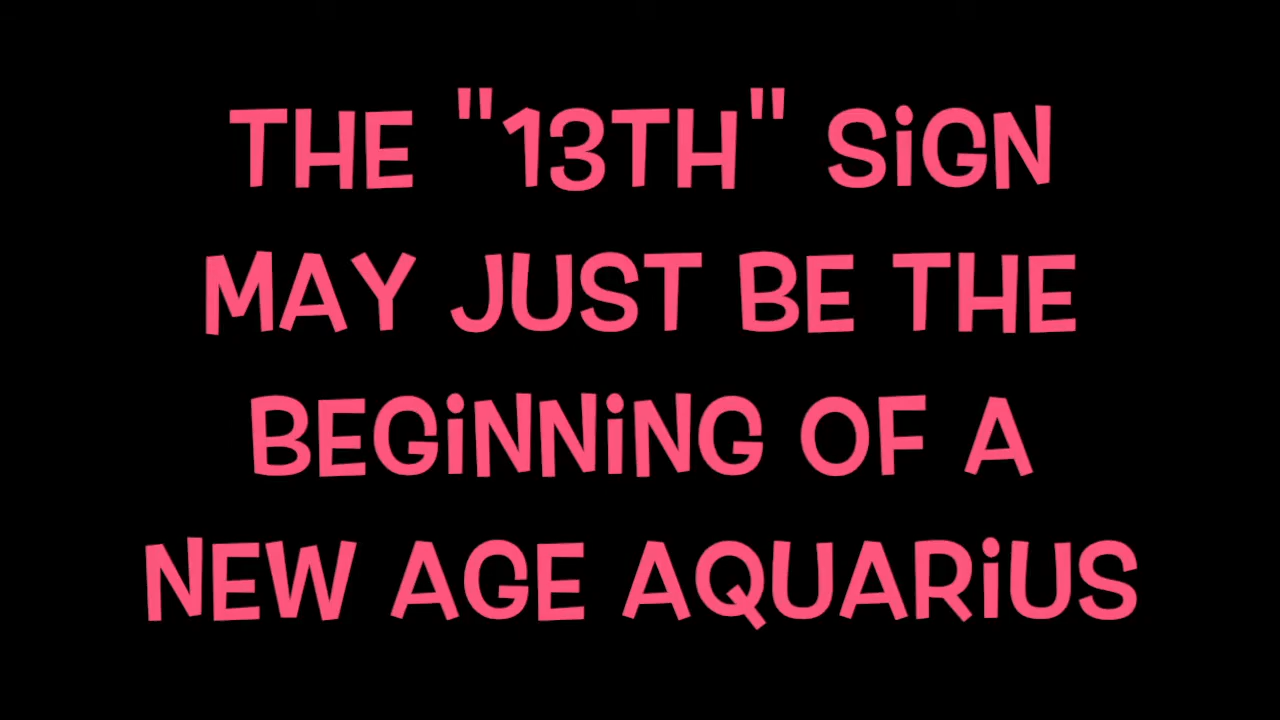 THE "13TH" SiGN
MAY JUST BE THE
BEGiNNiNG OF A
NEW AGE AQUARiUS